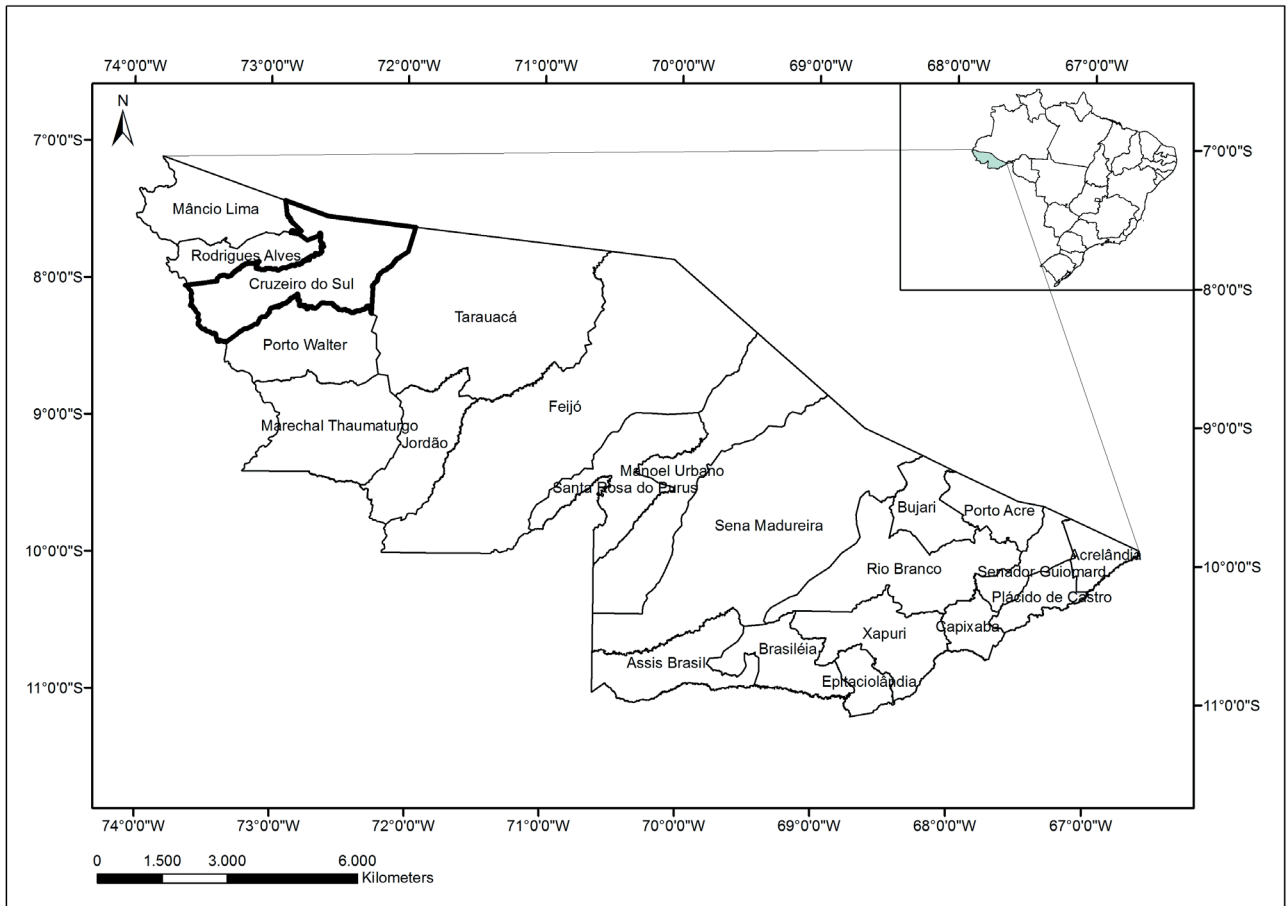 74°0'0"W 73°0'0"W 72°0'0"W 71°0'0"W 70°0'0"W 69°0'0"W 68°0'0"W 67°0'0"W
N
7°0'0"S
7°0'0"S
Mâncio Lima
Rodrigues Alves
8°0'0"S
Cruzeiro do Sul
8°0'0"S
Tarauacá
Porto Walter
9°0'0"S
Feijó
Marechal Thaumaturgo
9°0'0"S
Jordão
Manoel Urbano
Santa Rosa do Purus
Bujari
Porto Acre
Sena Madureira
10°0'0"S
Acrelândia
Rio Branco
Senador Guiomard
10°0'0"S
Plácido de Castro
Capixaba
Xapuri
Brasiléia
Assis Brasil
Epitaciolândia
11°0'0"S
11°0'0"S
74°0'0"W 73°0'0"W 72°0'0"W 71°0'0"W 70°0'0"W 69°0'0"W 68°0'0"W 67°0'0"W
0 1.500 3.000 6.000
Kilometers